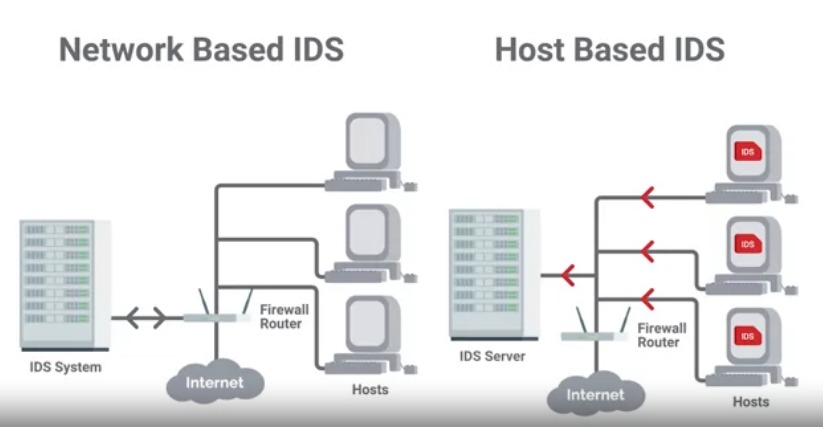 Network Based IDS
Host Based IDS
IDS System
Firewall
Router
Internet
Hosts
IDS
IDS
IDS
IDS Server
Firewall
Router
Internet
Hosts